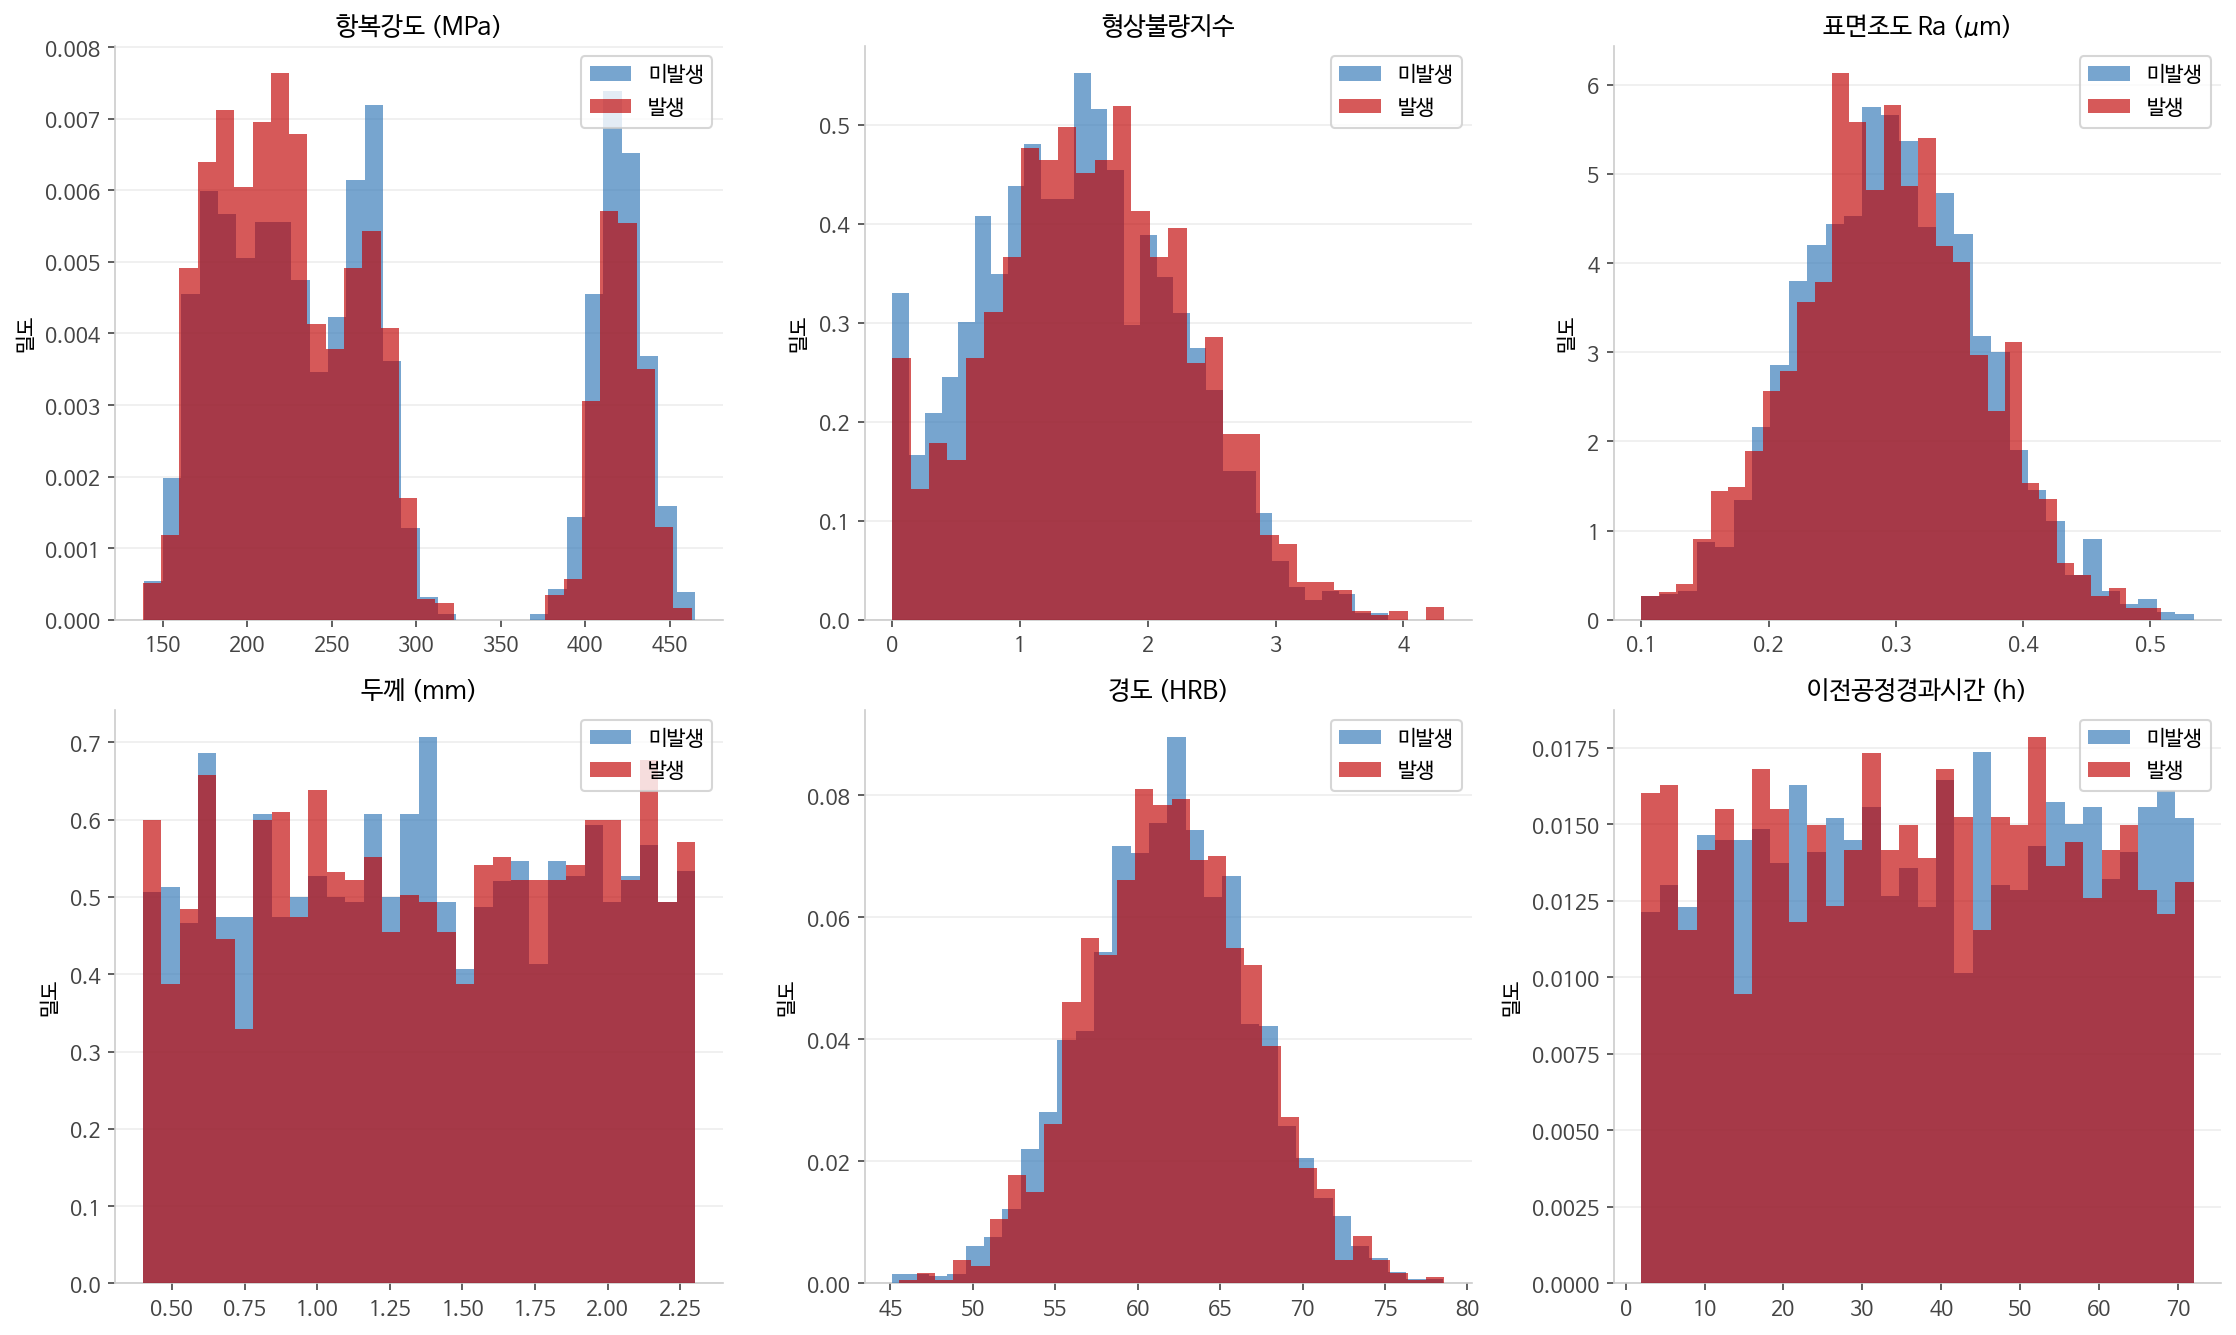 항복강도 (MPa)
밀도
0.008
0.007
0.006
0.005
0.004
0.003
0.002
0.001
0.000
150 200 250 300 350 400 450
미발생
발생
형상불량지수
밀도
0.5
0.4
0.3
0.2
0.1
0.0
0 1 2 3 4
미발생
발생
표면조도 Ra (μm)
밀도
6
5
4
3
2
1
0
0.1 0.2 0.3 0.4 0.5
미발생
발생
두께 (mm)
밀도
0.7
0.6
0.5
0.4
0.3
0.2
0.1
0.0
0.50 0.75 1.00 1.25 1.50 1.75 2.00 2.25
미발생
발생
경도 (HRB)
밀도
0.08
0.06
0.04
0.02
0.00
45 50 55 60 65 70 75 80
미발생
발생
이전공정경과시간 (h)
밀도
0.0175
0.0150
0.0125
0.0100
0.0075
0.0050
0.0025
0.0000
0 10 20 30 40 50 60 70
미발생
발생